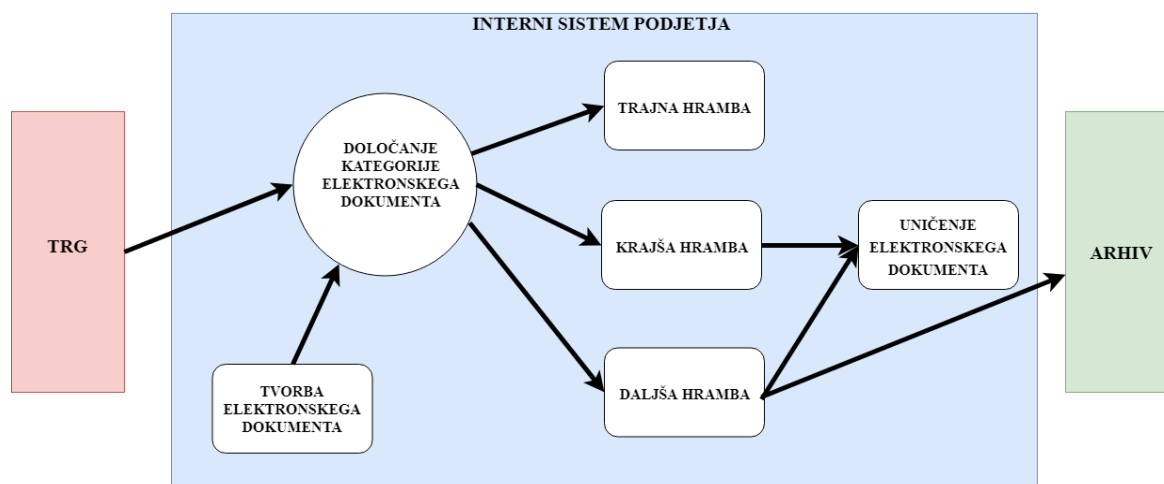 INTERNI SISTEM PODJETJA
TRG
DOLOČANJE
KATEGORIJE
ELEKTRONSKEGA
DOKUMENTA
TVORBA
ELEKTRONSKEGA
DOKUMENTA
TRAJNA HRAMBA
KRAJŠA HRAMBA
DALJŠA HRAMBA
UNIČENJE
ELEKTRONSKEGA
DOKUMENTA
ARHIV